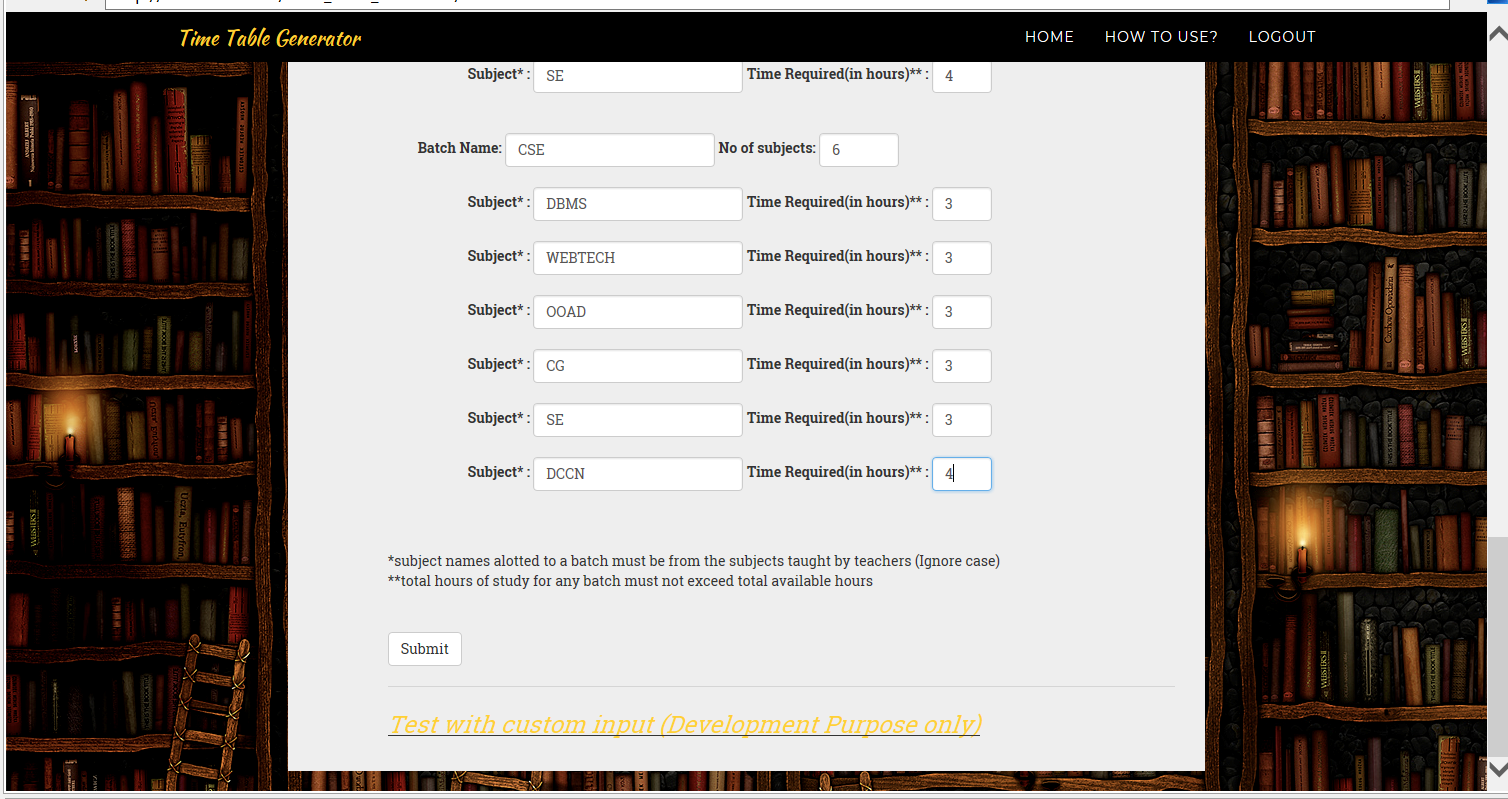 Time Table Generator HOME HOW TO USE? LOGOUT
Subject* : SE Time Required(in hours)** : 4
Batch Name: CSE No of subjects: 6
Subject* : DBMS Time Required(in hours)** : 3
Subject* : WEBTECH Time Required(in hours)** : 3
Subject* : OOAD Time Required(in hours)** : 3
Subject* : CG Time Required(in hours)** : 3
Subject* : SE Time Required(in hours)** : 3
Subject* : DCCN Time Required(in hours)** : 4
*subject names alotted to a batch must be from the subjects taught by teachers (Ignore case)
**total hours of study for any batch must not exceed total available hours
Submit
Test with custom input (Development Purpose only)